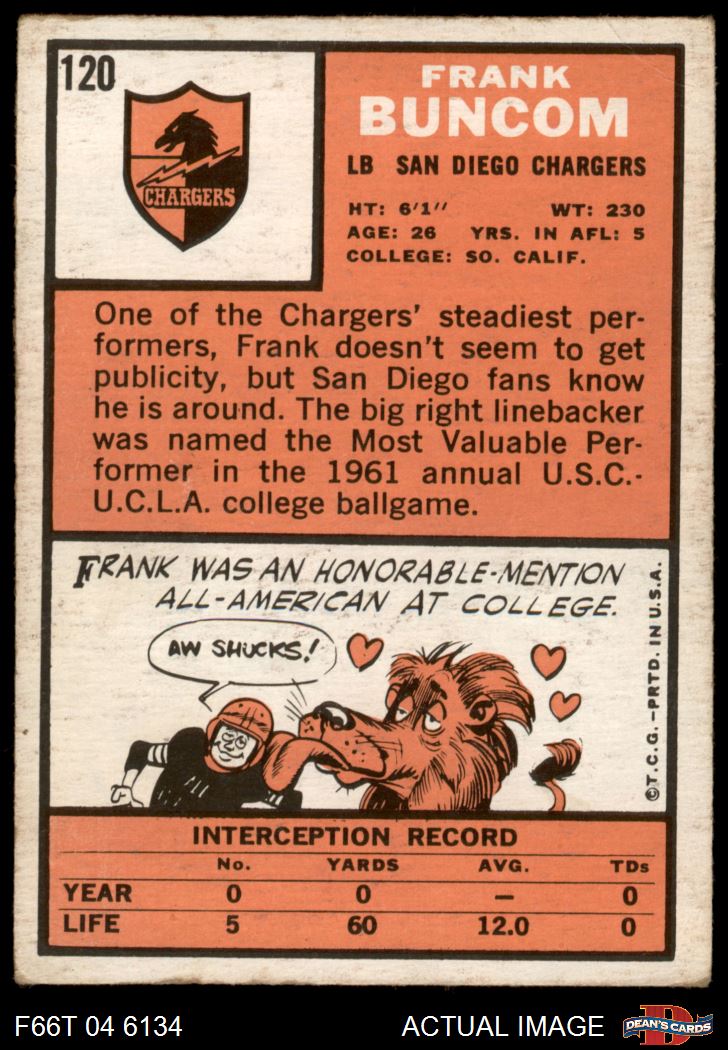 120
CHARGERS
FRANK
BUNCOM
LB SAN DIEGO CHARGERS
HT: 6'1" WT: 230
AGE: 26 YRS. IN AFL: 5
COLLEGE: SO. CALIF.
One of the Chargers' steadiest per-
formers, Frank doesn't seem to get
publicity, but San Diego fans know
he is around. The big right linebacker
was named the Most Valuable Per-
former in the 1961 annual U.S.C.-
U.C.L.A. college ballgame.
FRANK WAS AN HONORABLE-MENTION
ALL-AMERICAN AT COLLEGE.
AW SHUCKS!
©T.C.G.-PRTD. IN U.S.A.
INTERCEPTION RECORD
No. YARDS AVG. TDs
YEAR 0 0 — 0
LIFE 5 60 12.0 0
F66T 04 6134 ACTUAL IMAGE
D
DEAN'S CARDS